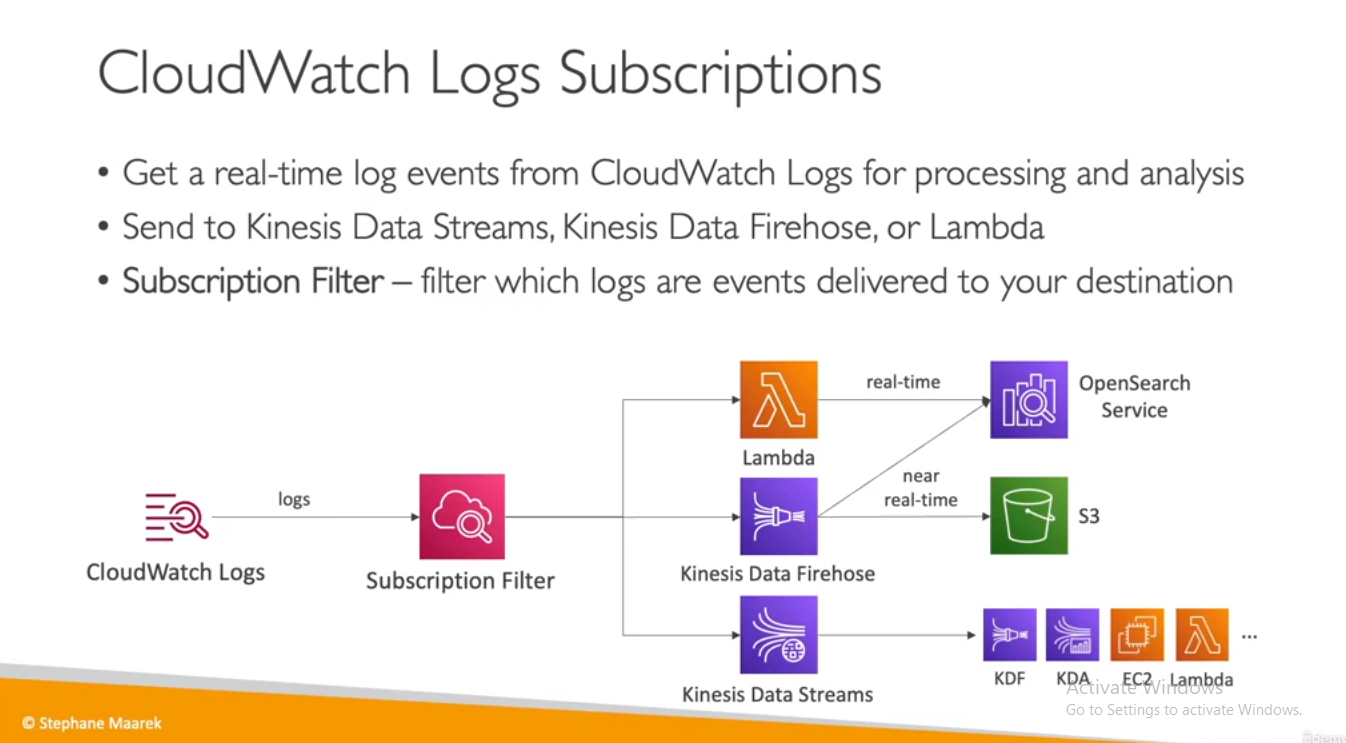 CloudWatch Logs Subscriptions
• Get a real-time log events from CloudWatch Logs for processing and analysis
• Send to Kinesis Data Streams, Kinesis Data Firehose, or Lambda
• Subscription Filter – filter which logs are events delivered to your destination
logs
CloudWatch Logs
Subscription Filter
Lambda
real-time
OpenSearch
Service
Kinesis Data Firehose
near
real-time
S3
Kinesis Data Streams
KDF
KDA
EC2
Lambda
...
Activate Windows
Go to Settings to activate Windows.
© Stephane Maarek
Udemy